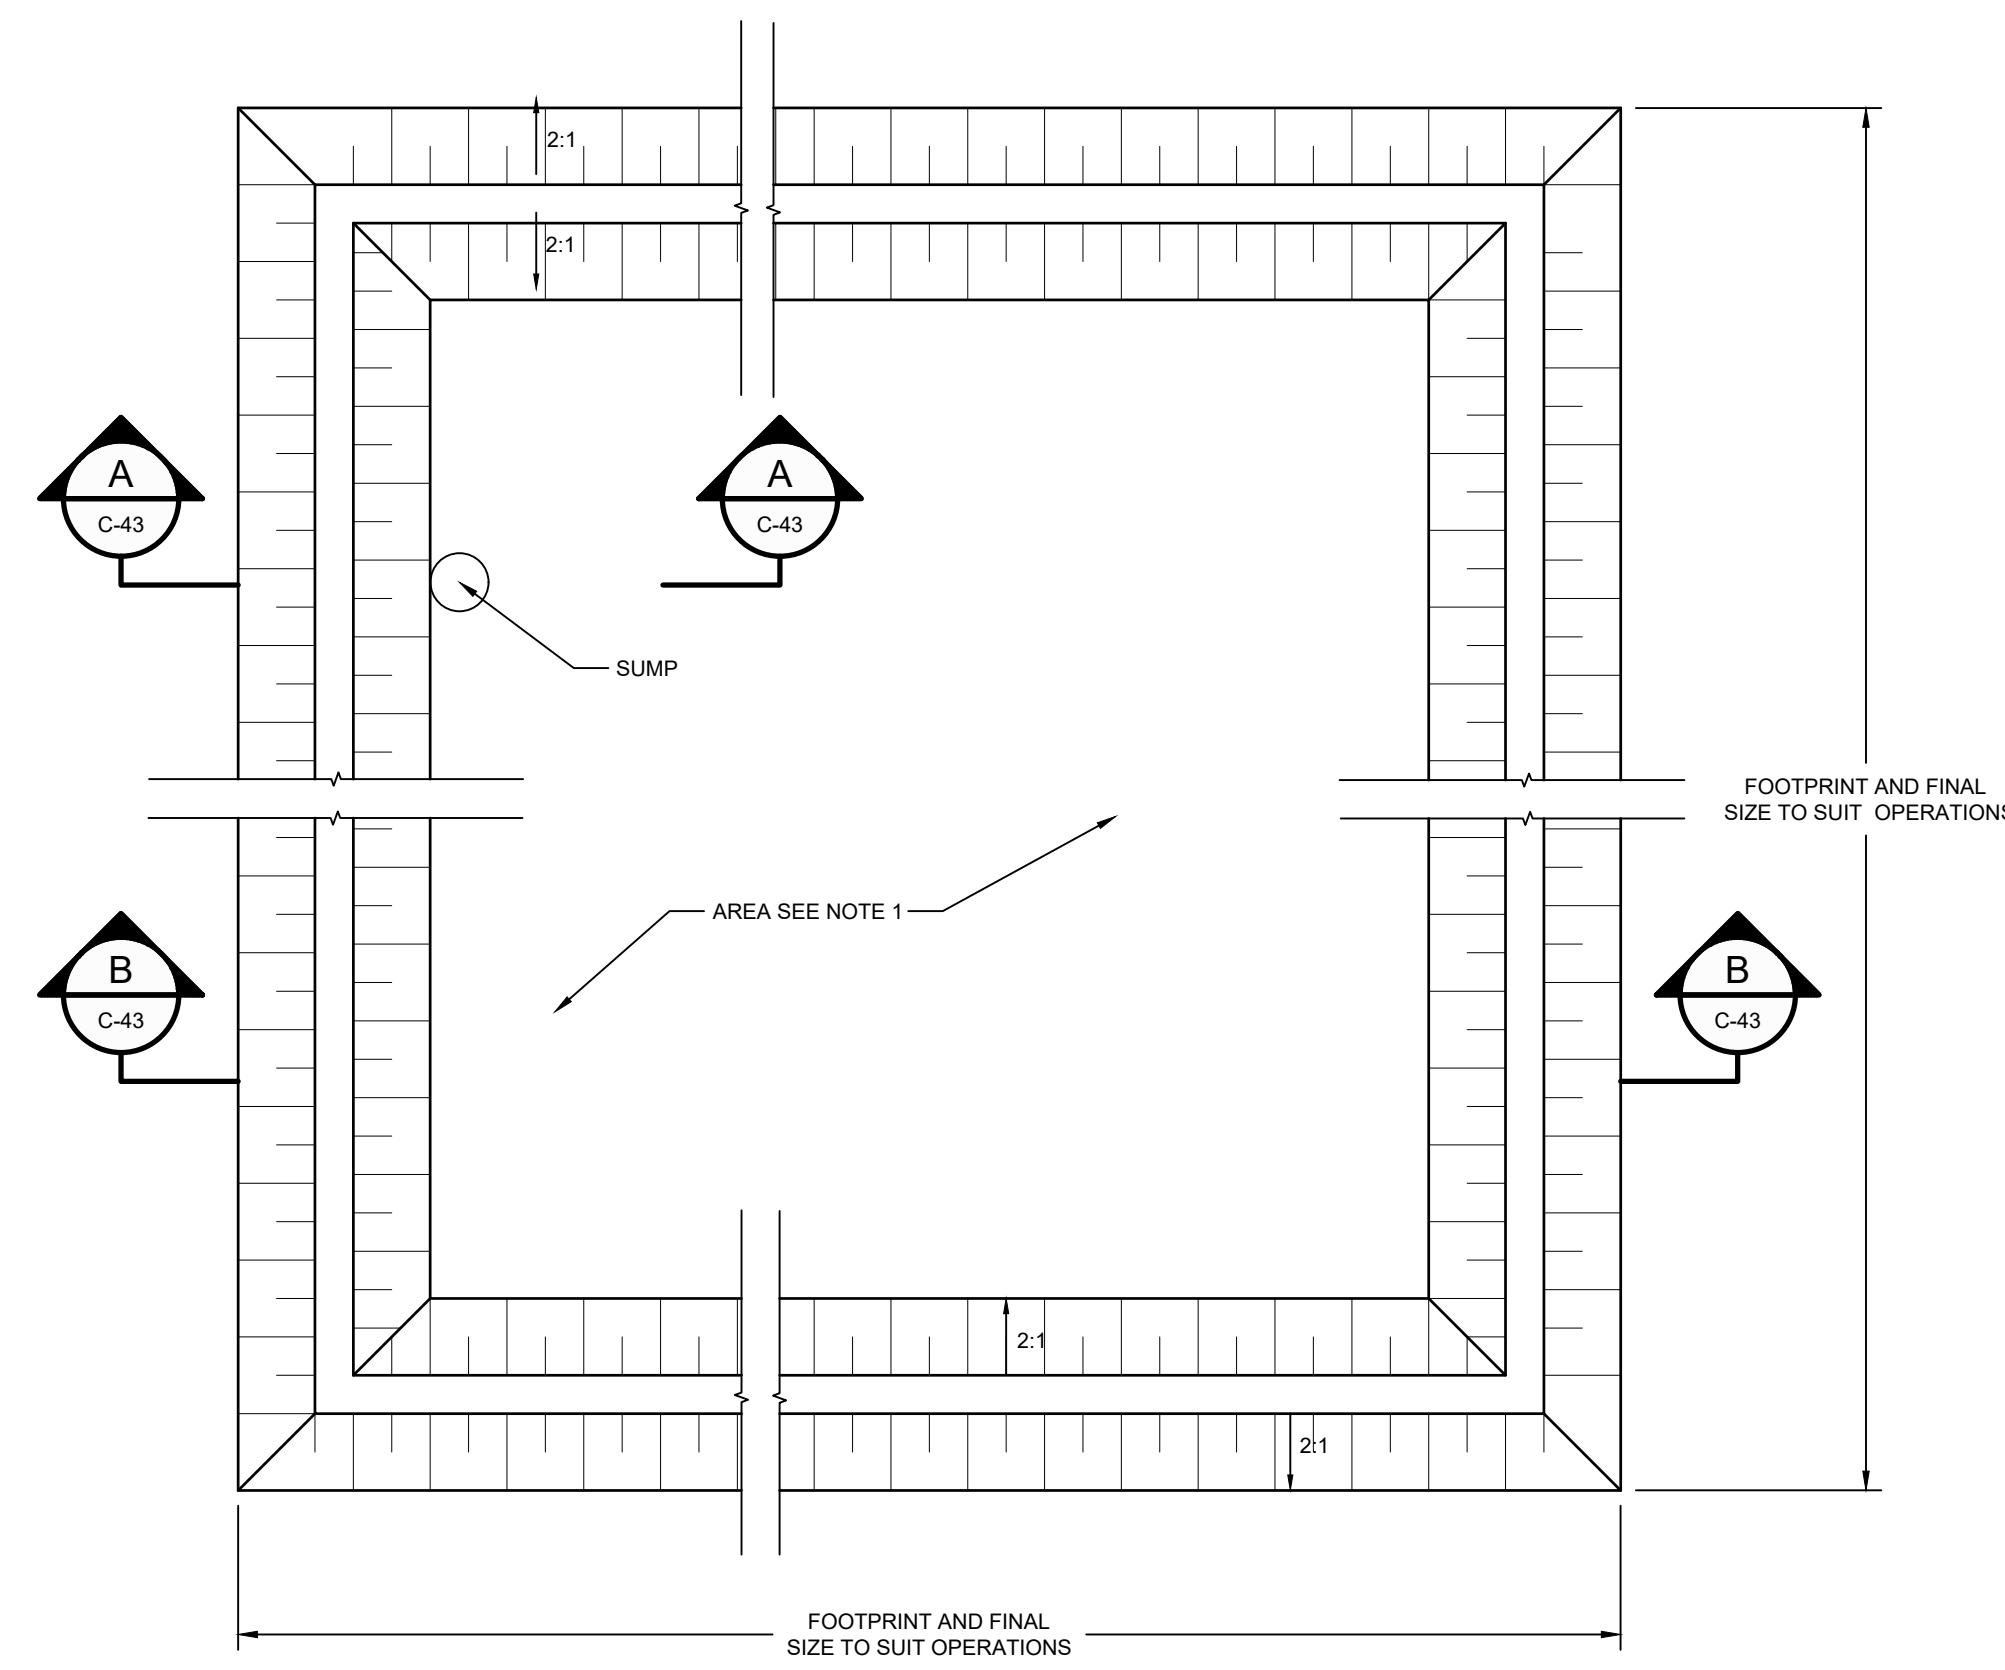 2:1
2:1
A
C-43
A
C-43
SUMP
FOOTPRINT AND FINAL
SIZE TO SUIT OPERATIONS
AREA SEE NOTE 1
B
C-43
B
C-43
2:1
2:1
FOOTPRINT AND FINAL
SIZE TO SUIT OPERATIONS